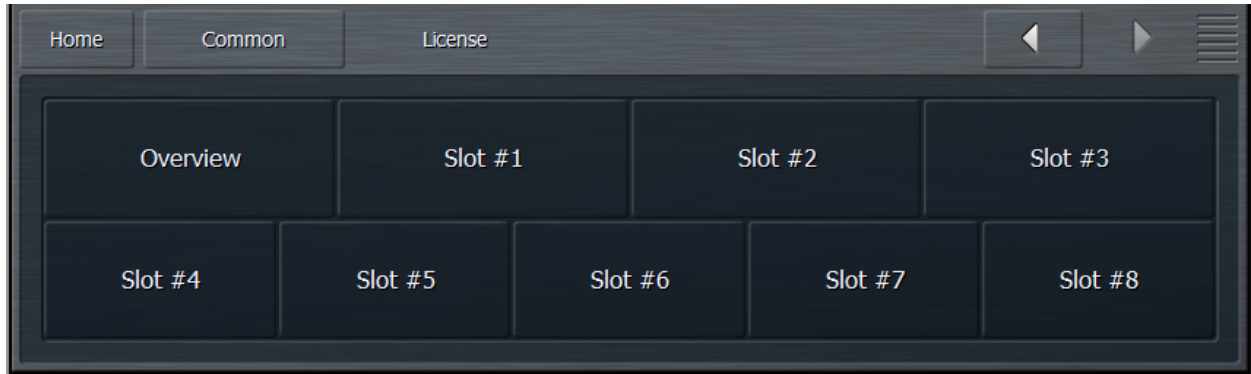 Home Common License
Overview Slot #1 Slot #2 Slot #3
Slot #4 Slot #5 Slot #6 Slot #7 Slot #8